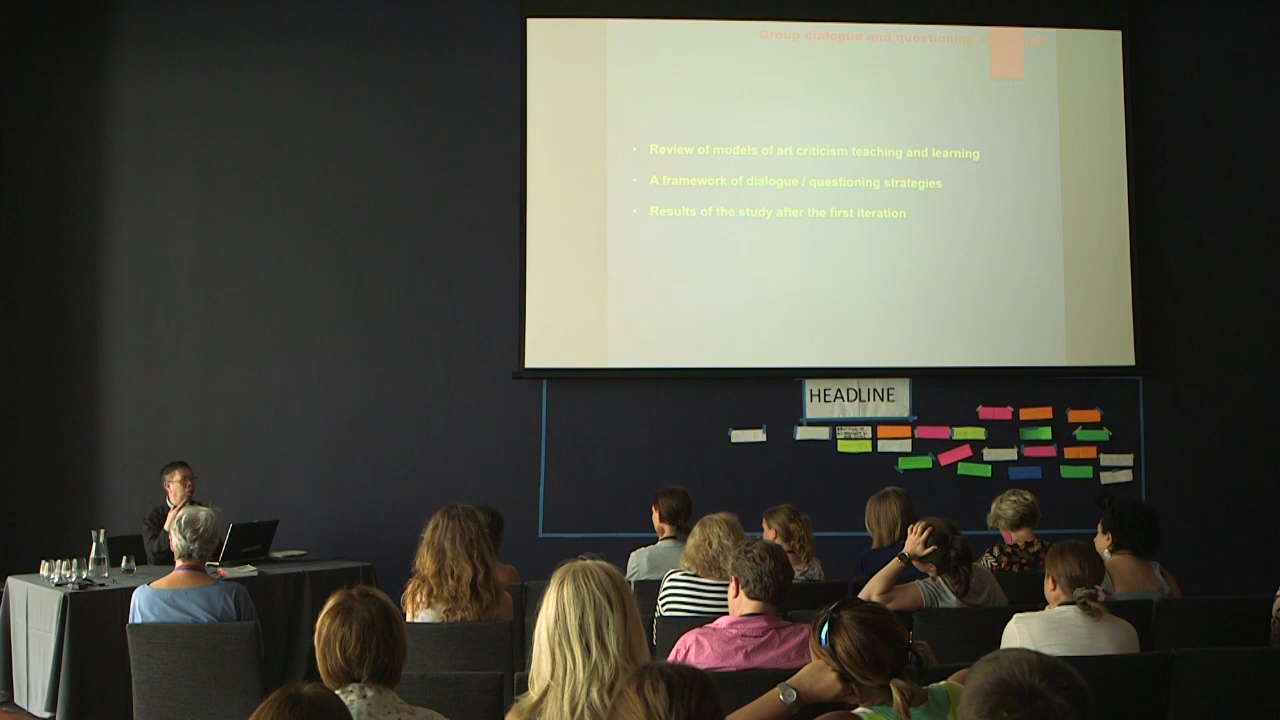 Group dialogue and questioning
• Review of models of art criticism teaching and learning
• A framework of dialogue / questioning strategies
• Results of the study after the first iteration
HEADLINE